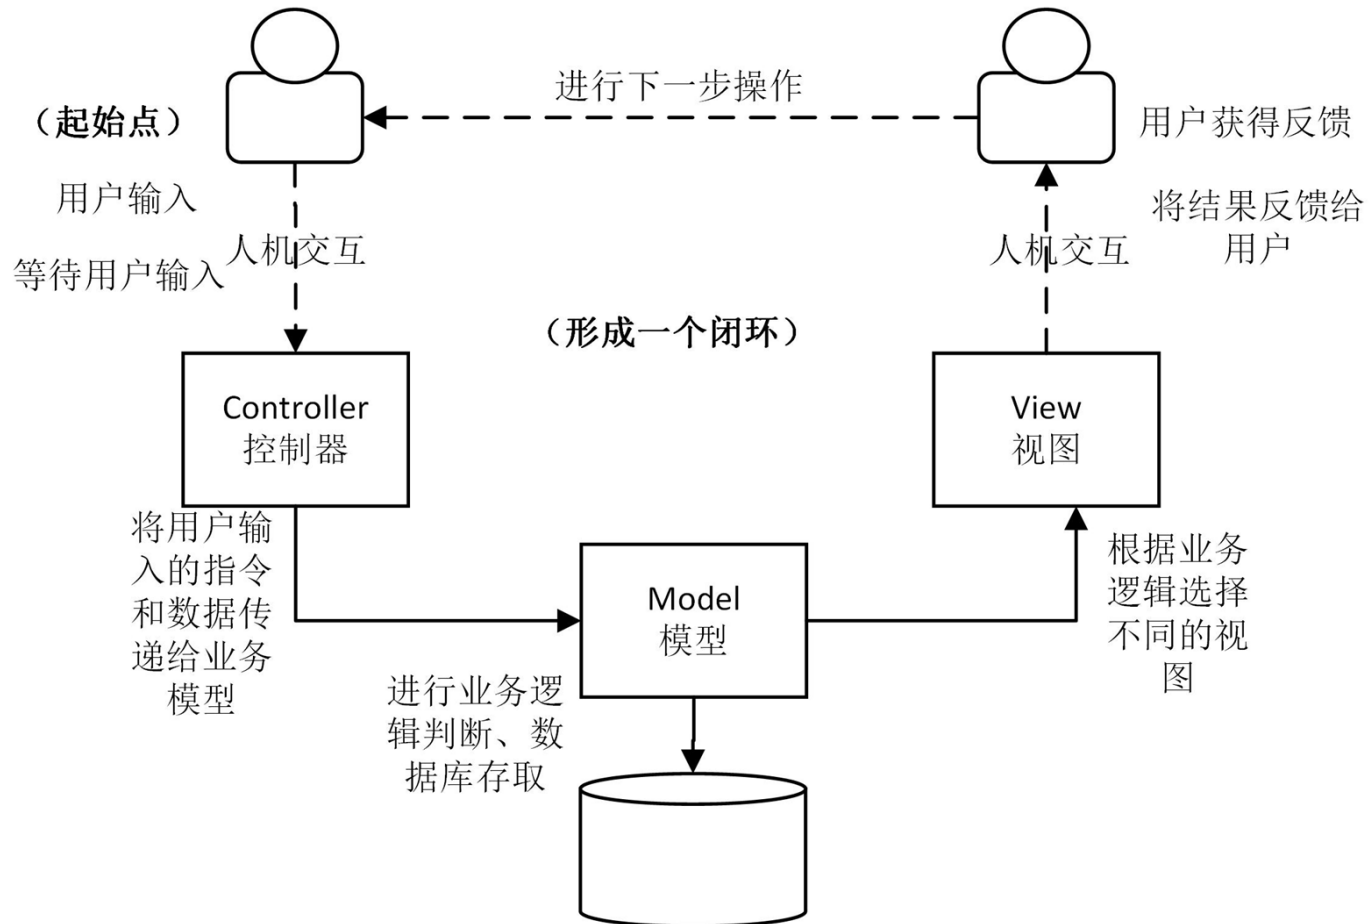 进行下一步操作
（起始点）
用户获得反馈
用户输入
将结果反馈给
用户
人机交互
人机交互
等待用户输入
（形成一个闭环）
Controller
控制器
View
视图
将用户输
入的指令
和数据传
递给业务
模型
Model
模型
根据业务
逻辑选择
不同的视
图
进行业务逻
辑判断、数
据库存取